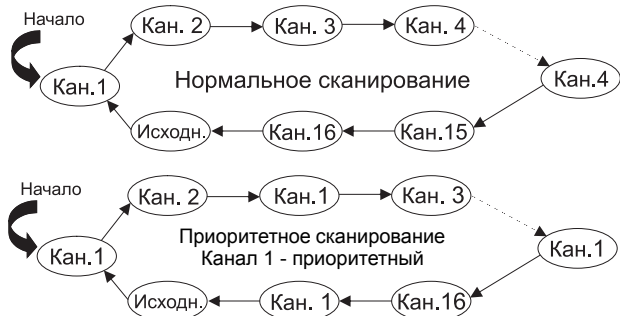 Начало
Кан. 2
Кан. 3
Кан. 4
Кан.1
Нормальное сканирование
Кан.4
Исходн.
Кан.16
Кан.15
Начало
Кан. 2
Кан.1
Кан. 3
Кан.1
Приоритетное сканирование
Канал 1 - приоритетный
Кан.1
Исходн.
Кан. 1
Кан.16